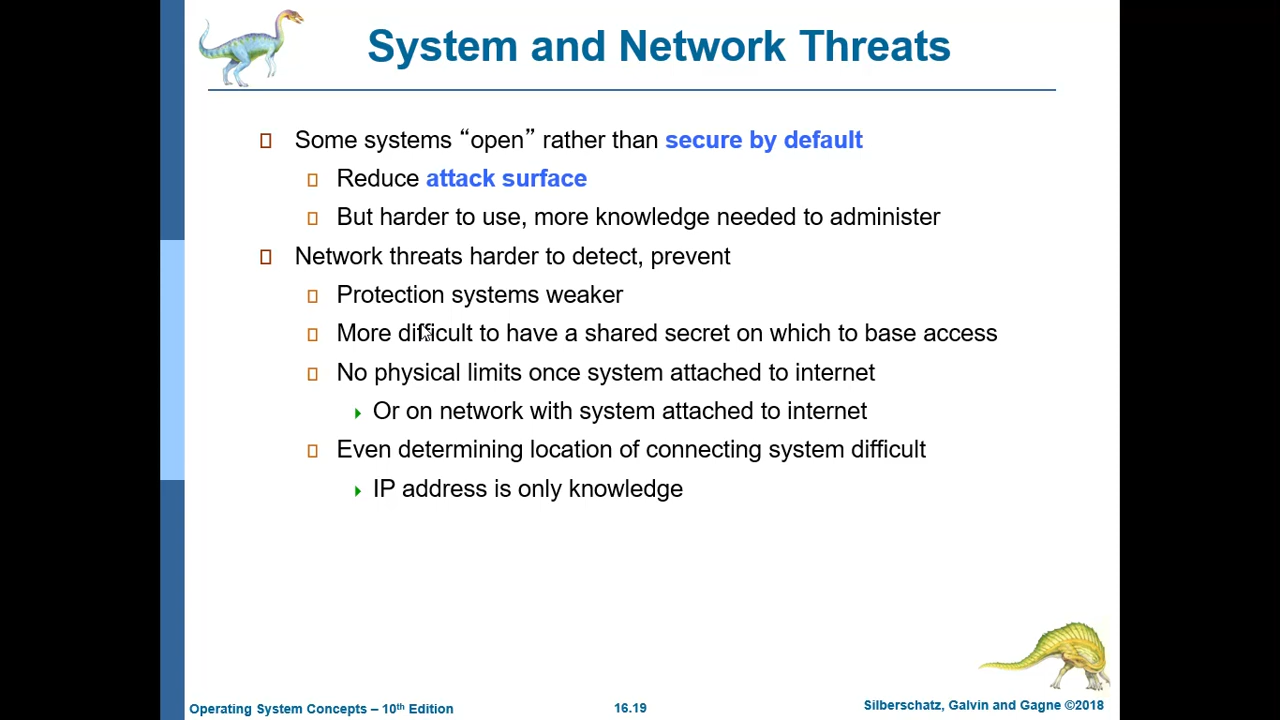 System and Network Threats
Some systems “open” rather than secure by default
Reduce attack surface
But harder to use, more knowledge needed to administer
Network threats harder to detect, prevent
Protection systems weaker
More difficult to have a shared secret on which to base access
No physical limits once system attached to internet
Or on network with system attached to internet
Even determining location of connecting system difficult
IP address is only knowledge
Operating System Concepts – 10th Edition
16.19
Silberschatz, Galvin and Gagne ©2018